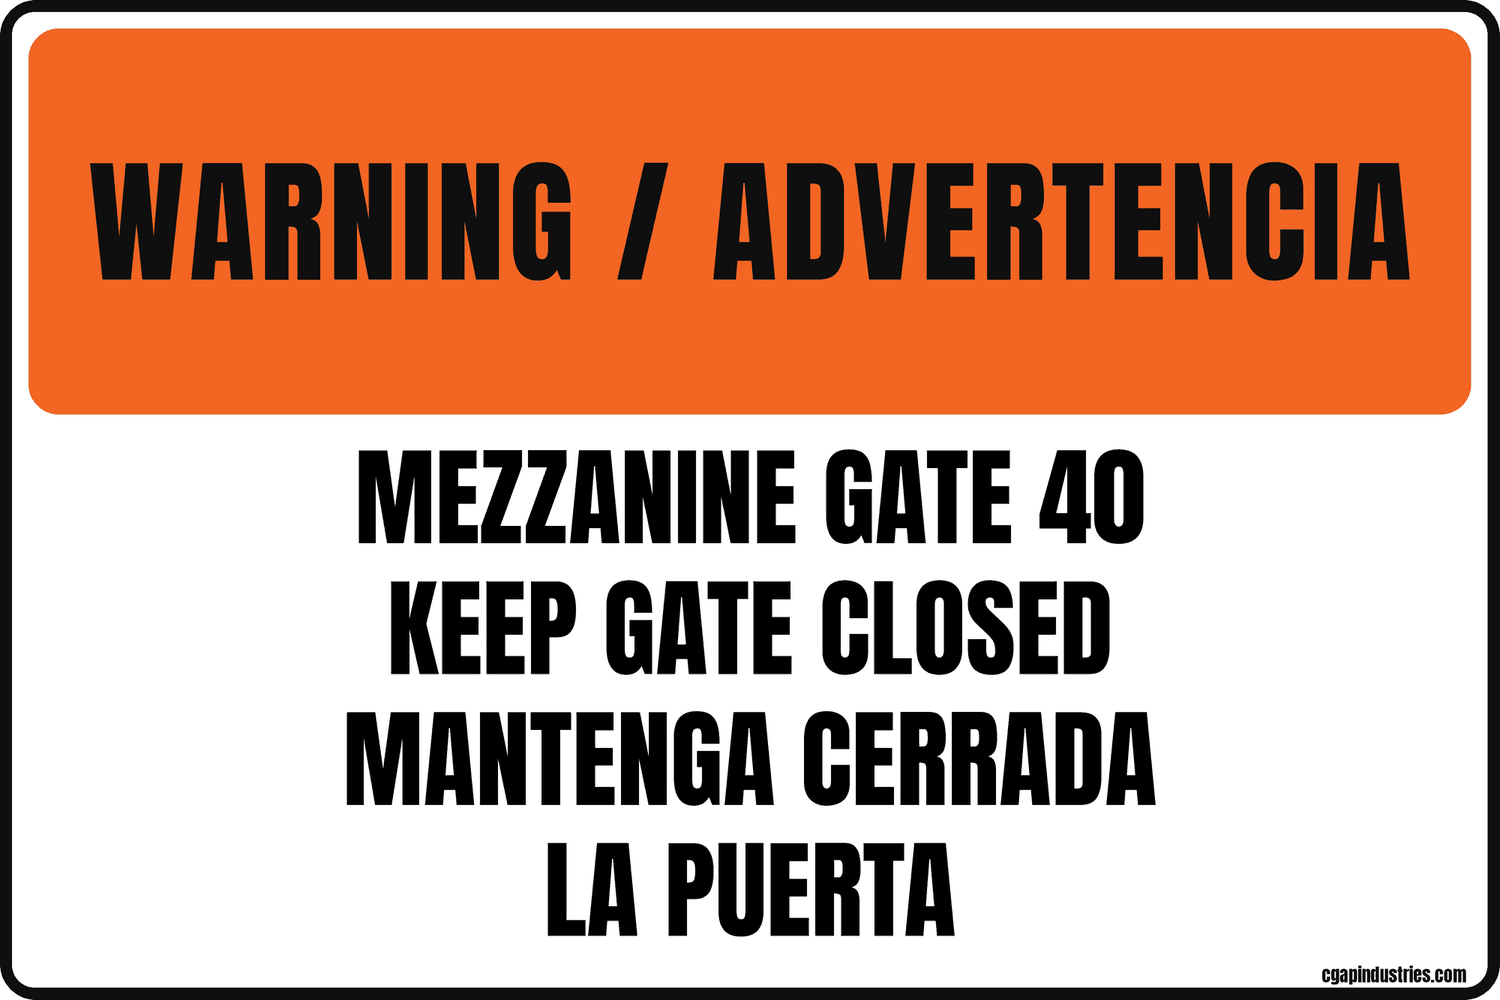 WARNING / ADVERTENCIA
MEZZANINE GATE 40
KEEP GATE CLOSED
MANTENGA CERRADA
LA PUERTA
cgapindustries.com